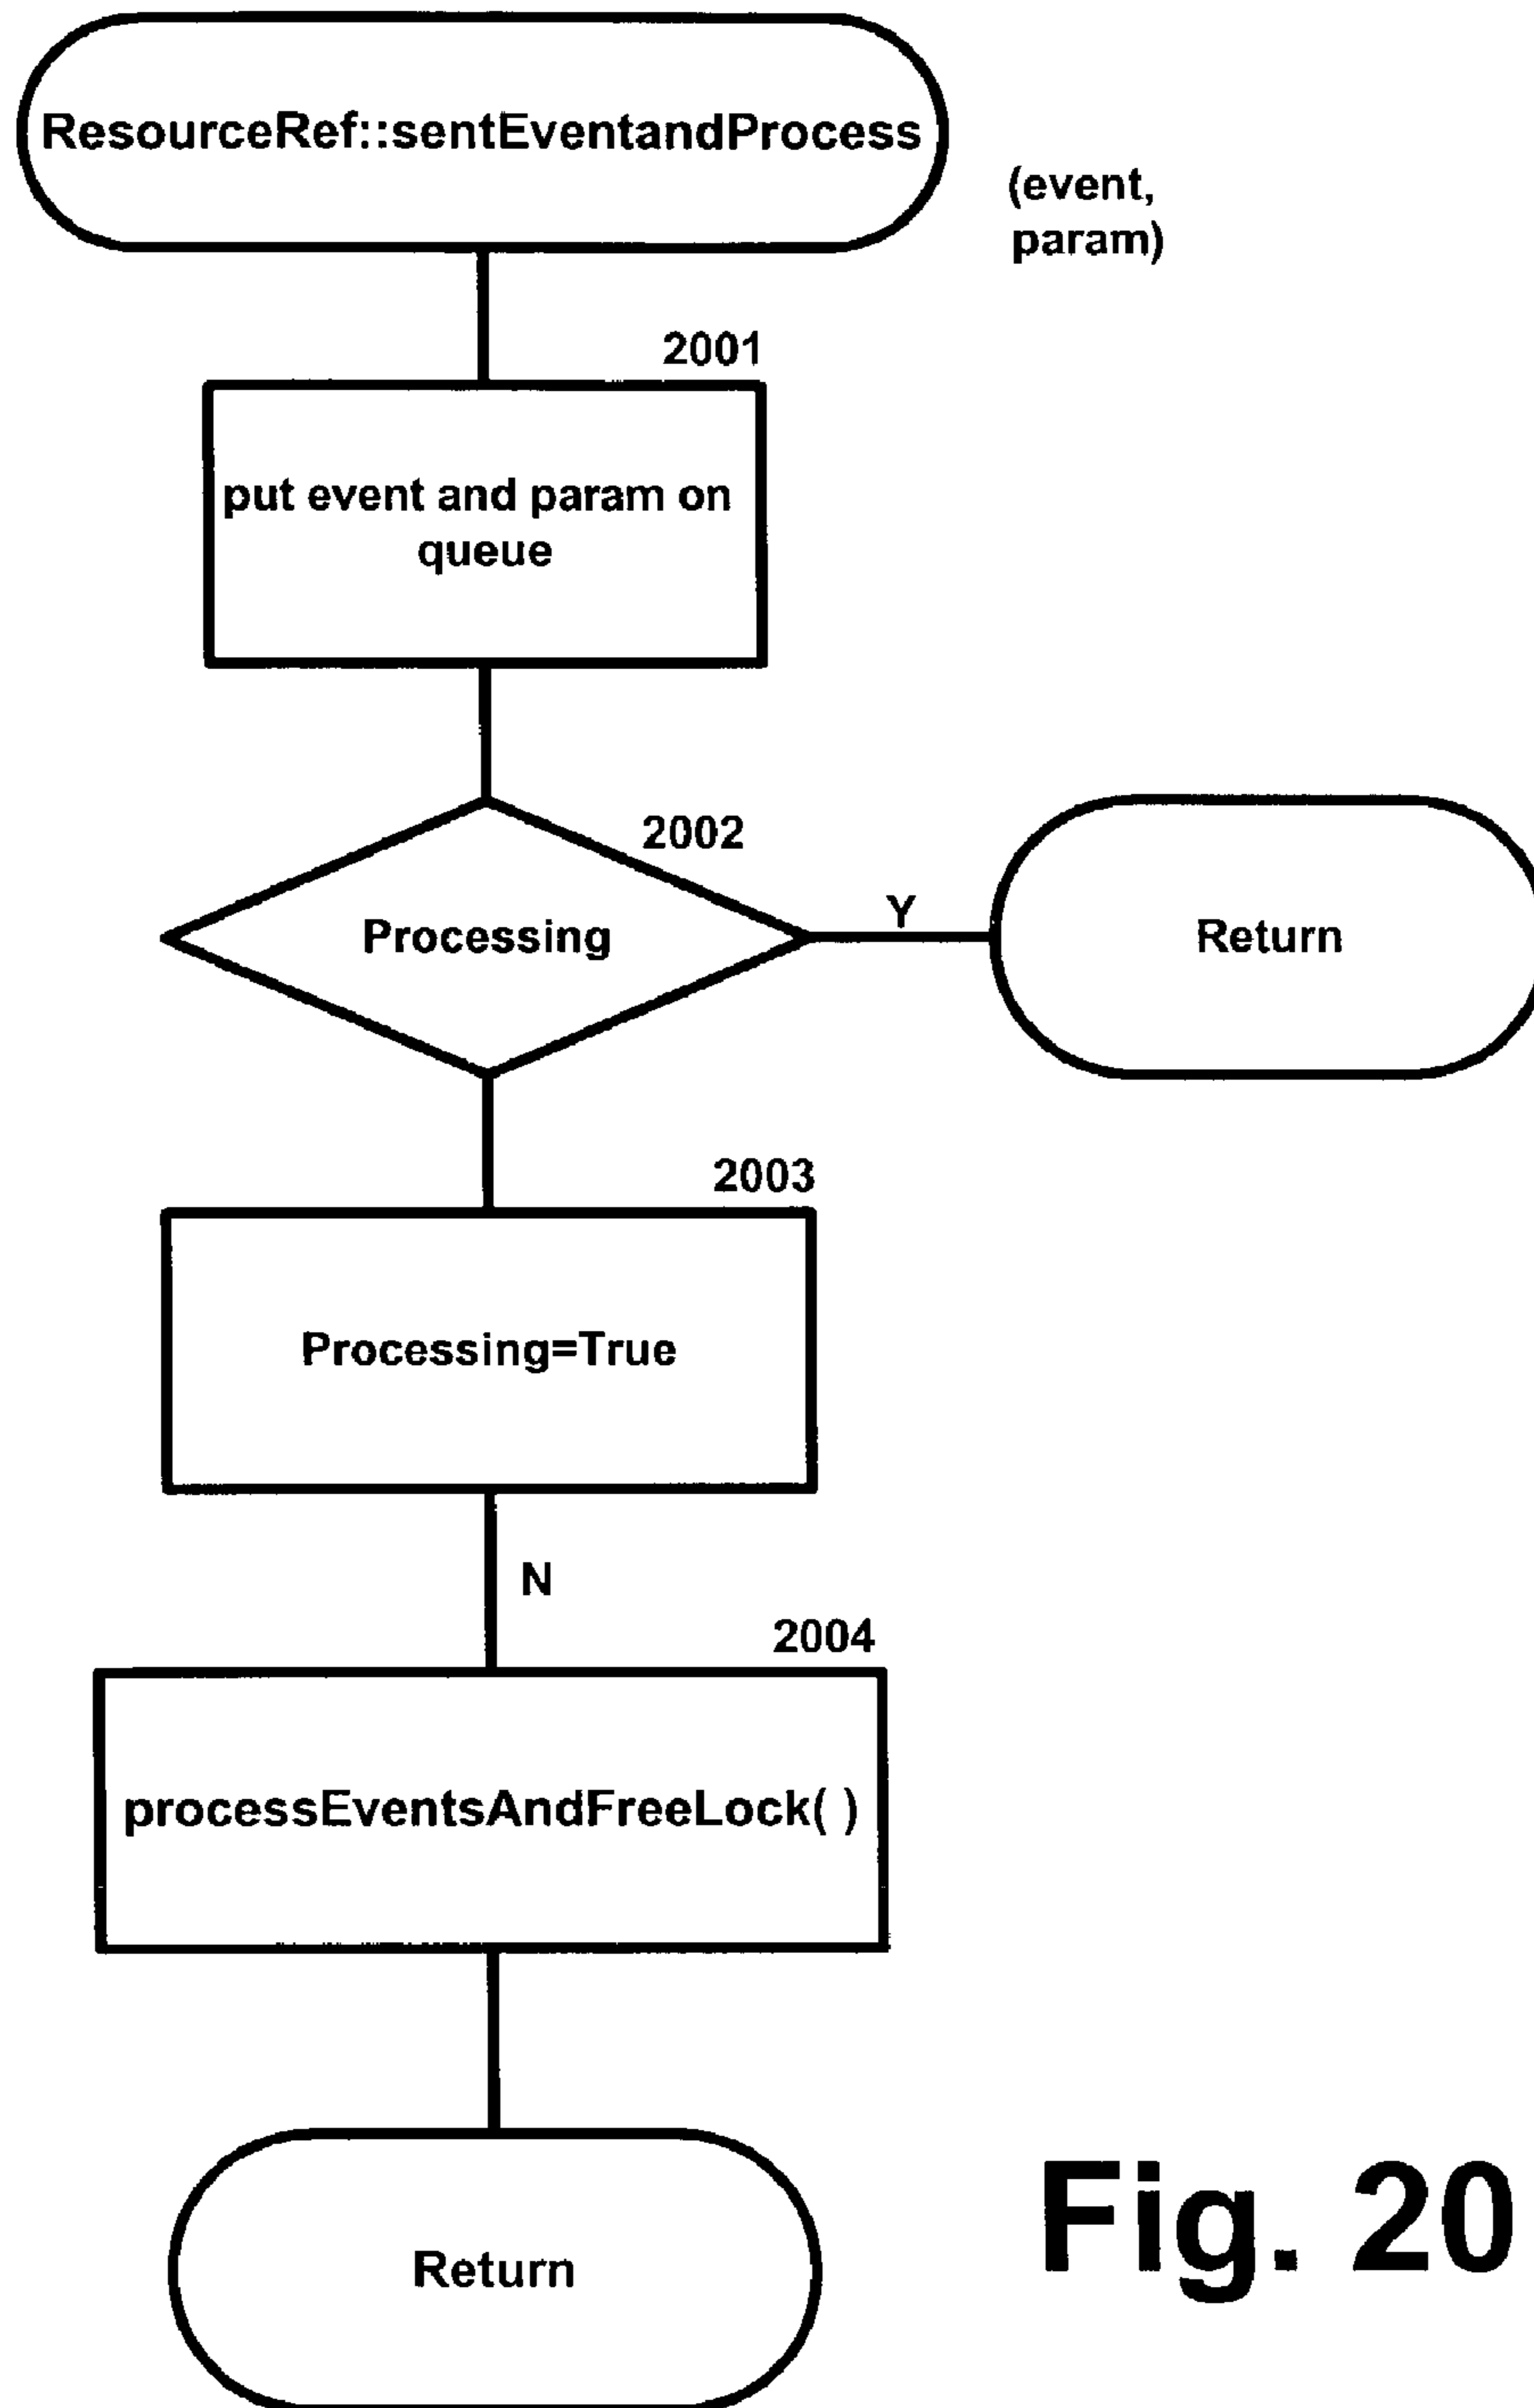 ResourceRef::sentEventandProcess
(event,
param)
2001
put event and param on
queue
2002
Processing
Y
Return
2003
Processing=True
N
2004
processEventsAndFreeLock( )
Return
Fig. 20